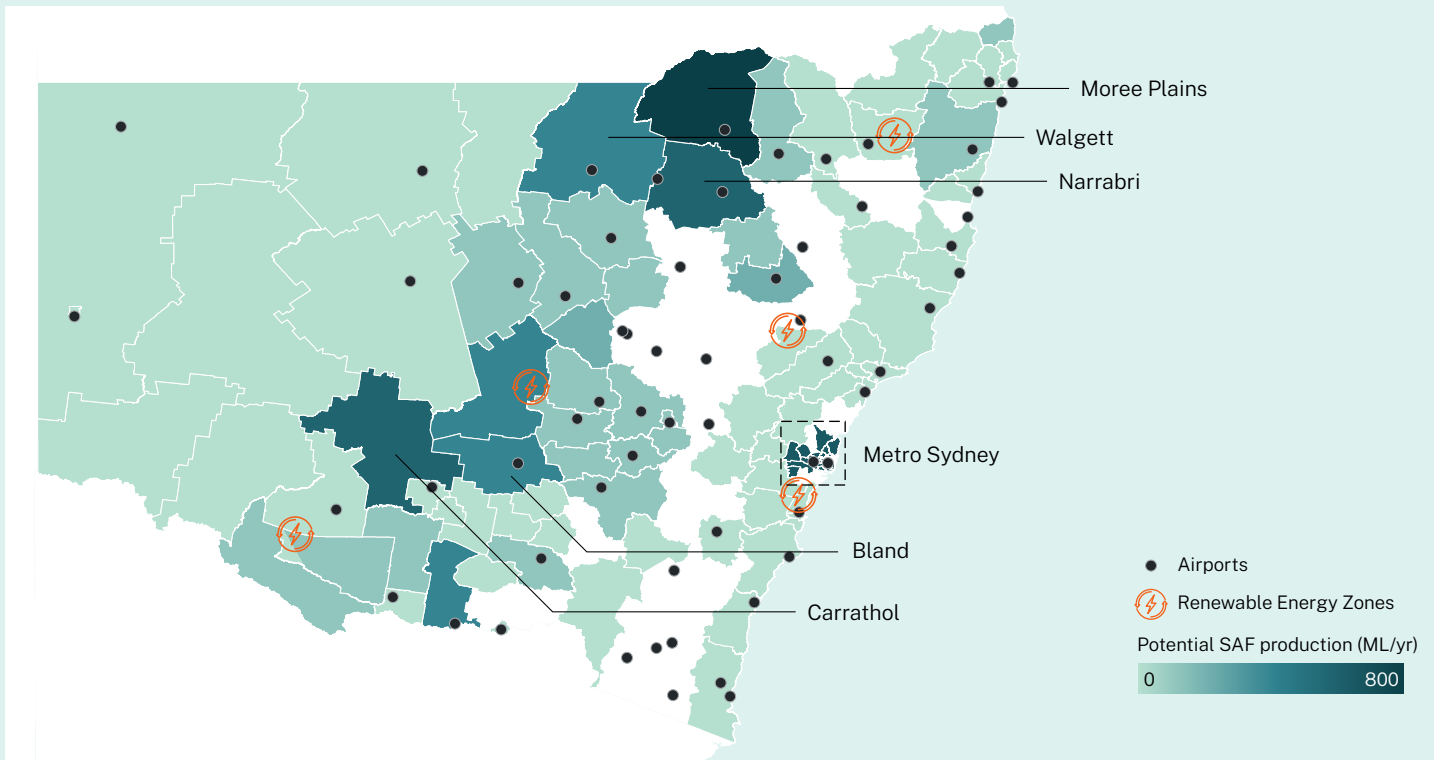 Moree Plains
Walgett
Narrabri
Metro Sydney
Bland
Carrathol
Airports
Renewable Energy Zones
Potential SAF production (ML/yr)
0 800